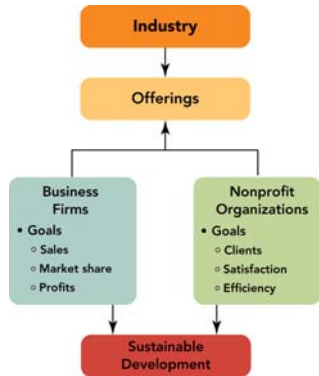 Industry
Offerings
Business
Firms
• Goals
○ Sales
○ Market share
○ Profits
Nonprofit
Organizations
• Goals
○ Clients
○ Satisfaction
○ Efficiency
Sustainable
Development